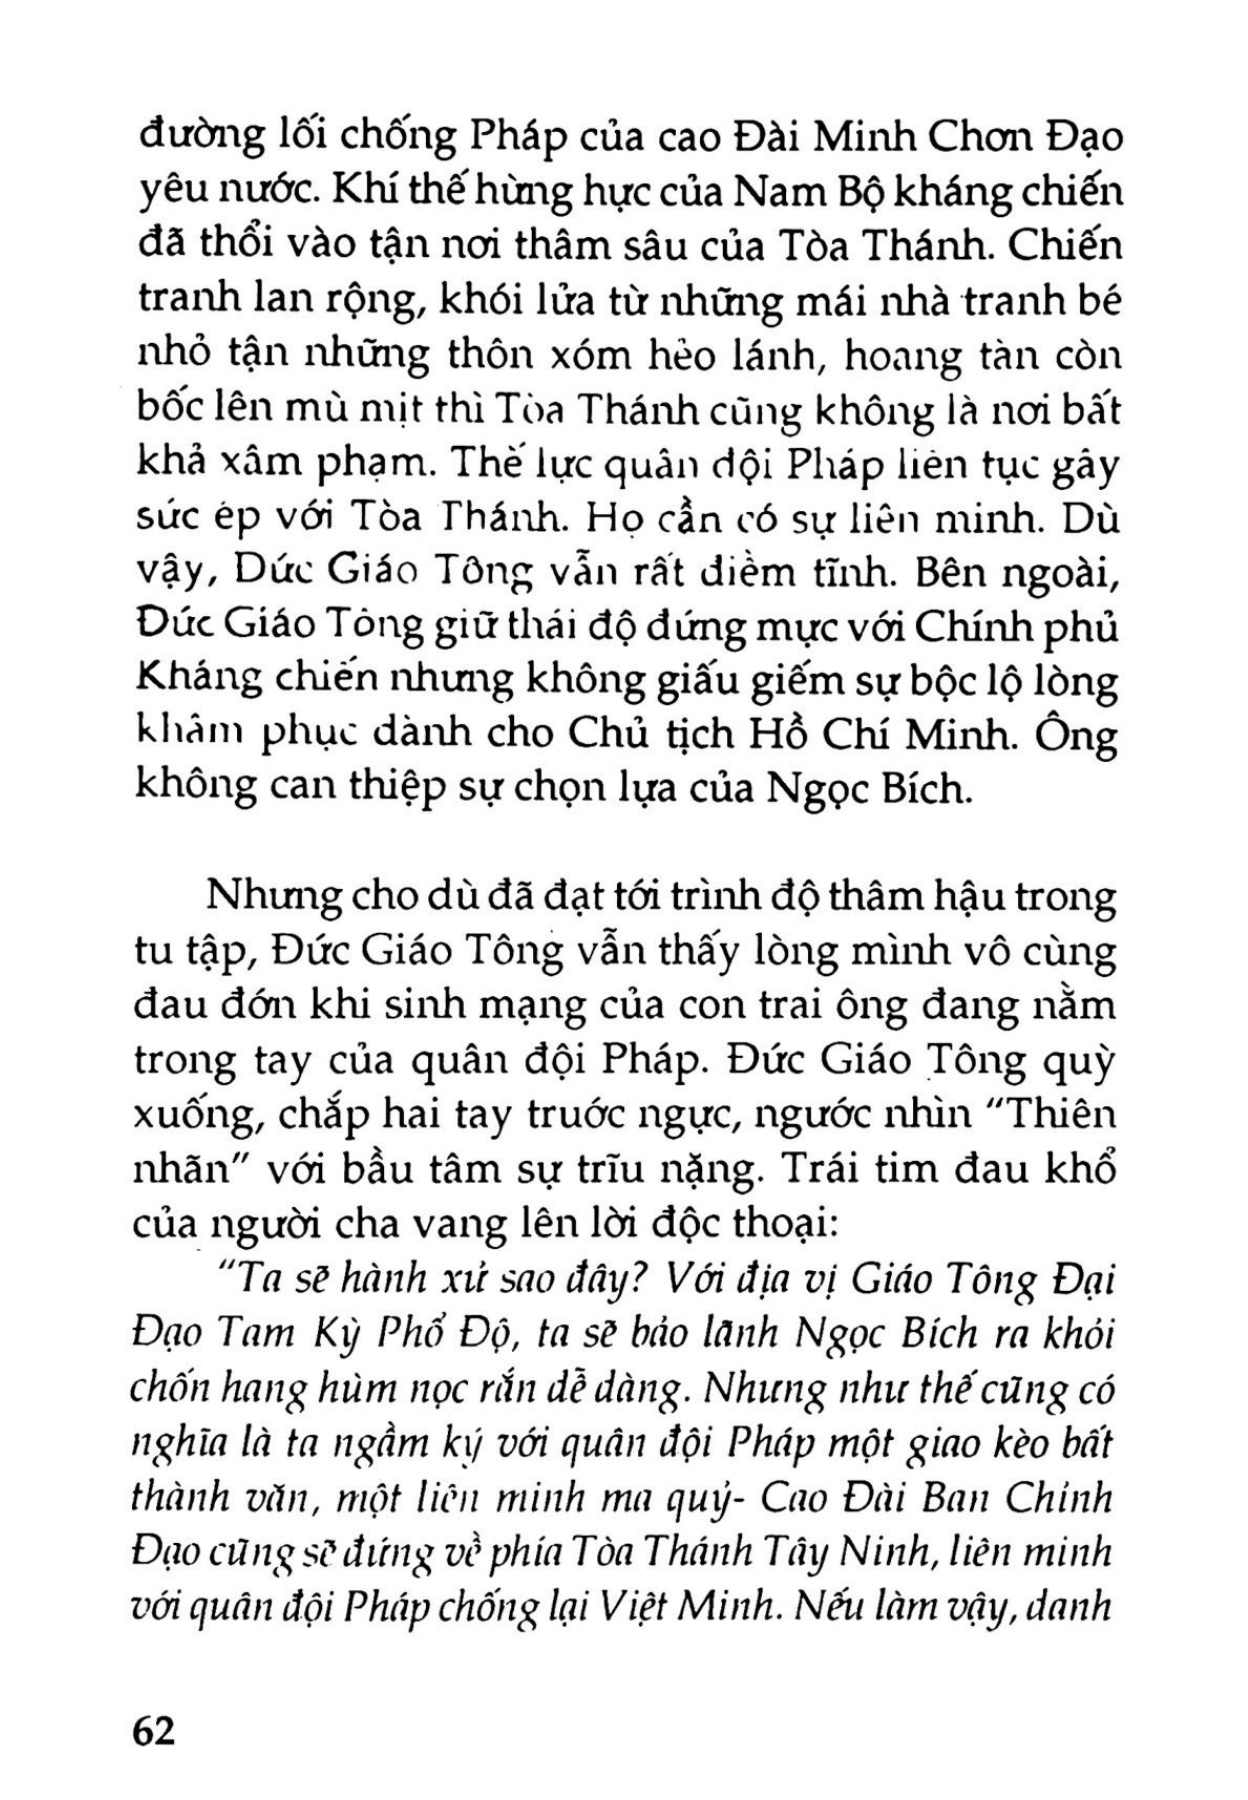 đường lối chống Pháp của cao Đài Minh Chơn Đạo
yêu nước. Khí thế hừng hực của Nam Bộ kháng chiến
đã thổi vào tận nơi thâm sâu của Tòa Thánh. Chiến
tranh lan rộng, khói lửa từ những mái nhà tranh bé
nhỏ tận những thôn xóm hẻo lánh, hoang tàn còn
bốc lên mù mịt thì Tòa Thánh cũng không là nơi bất
khả xâm phạm. Thế lực quân đội Pháp liên tục gây
sức ép với Tòa Thánh. Họ cần có sự liên minh. Dù
vậy, Đức Giáo Tông vẫn rất điềm tĩnh. Bên ngoài,
Đức Giáo Tông giữ thái độ đứng mực với Chính phủ
Kháng chiến nhưng không giấu giếm sự bộc lộ lòng
khâm phục dành cho Chủ tịch Hồ Chí Minh. Ông
không can thiệp sự chọn lựa của Ngọc Bích.
Nhưng cho dù đã đạt tới trình độ thâm hậu trong
tu tập, Đức Giáo Tông vẫn thấy lòng mình vô cùng
đau đớn khi sinh mạng của con trai ông đang nằm
trong tay của quân đội Pháp. Đức Giáo Tông quỳ
xuống, chắp hai tay truớc ngực, ngước nhìn "Thiên
nhãn" với bầu tâm sự trĩu nặng. Trái tim đau khổ
của người cha vang lên lời độc thoại:
"Ta sẽ hành xử sao đây? Với địa vị Giáo Tông Đại
Đạo Tam Kỳ Phổ Độ, ta sẽ bảo lãnh Ngọc Bích ra khỏi
chốn hang hùm nọc rắn dễ dàng. Nhưng như thế cũng có
nghĩa là ta ngầm ký với quân đội Pháp một giao kèo bất
thành văn, một liên minh ma quỷ- Cao Đài Ban Chỉnh
Đạo cũng sẽ đứng về phía Tòa Thánh Tây Ninh, liên minh
với quân đội Pháp chống lại Việt Minh. Nếu làm vậy, danh
62